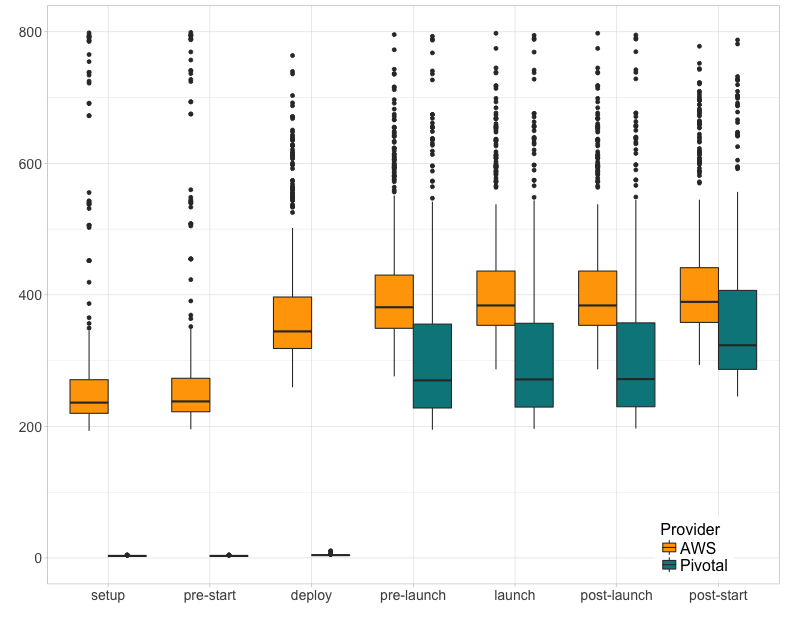 800
600
400
200
0
setup pre-start deploy pre-launch launch post-launch post-start
Provider
AWS
Pivotal